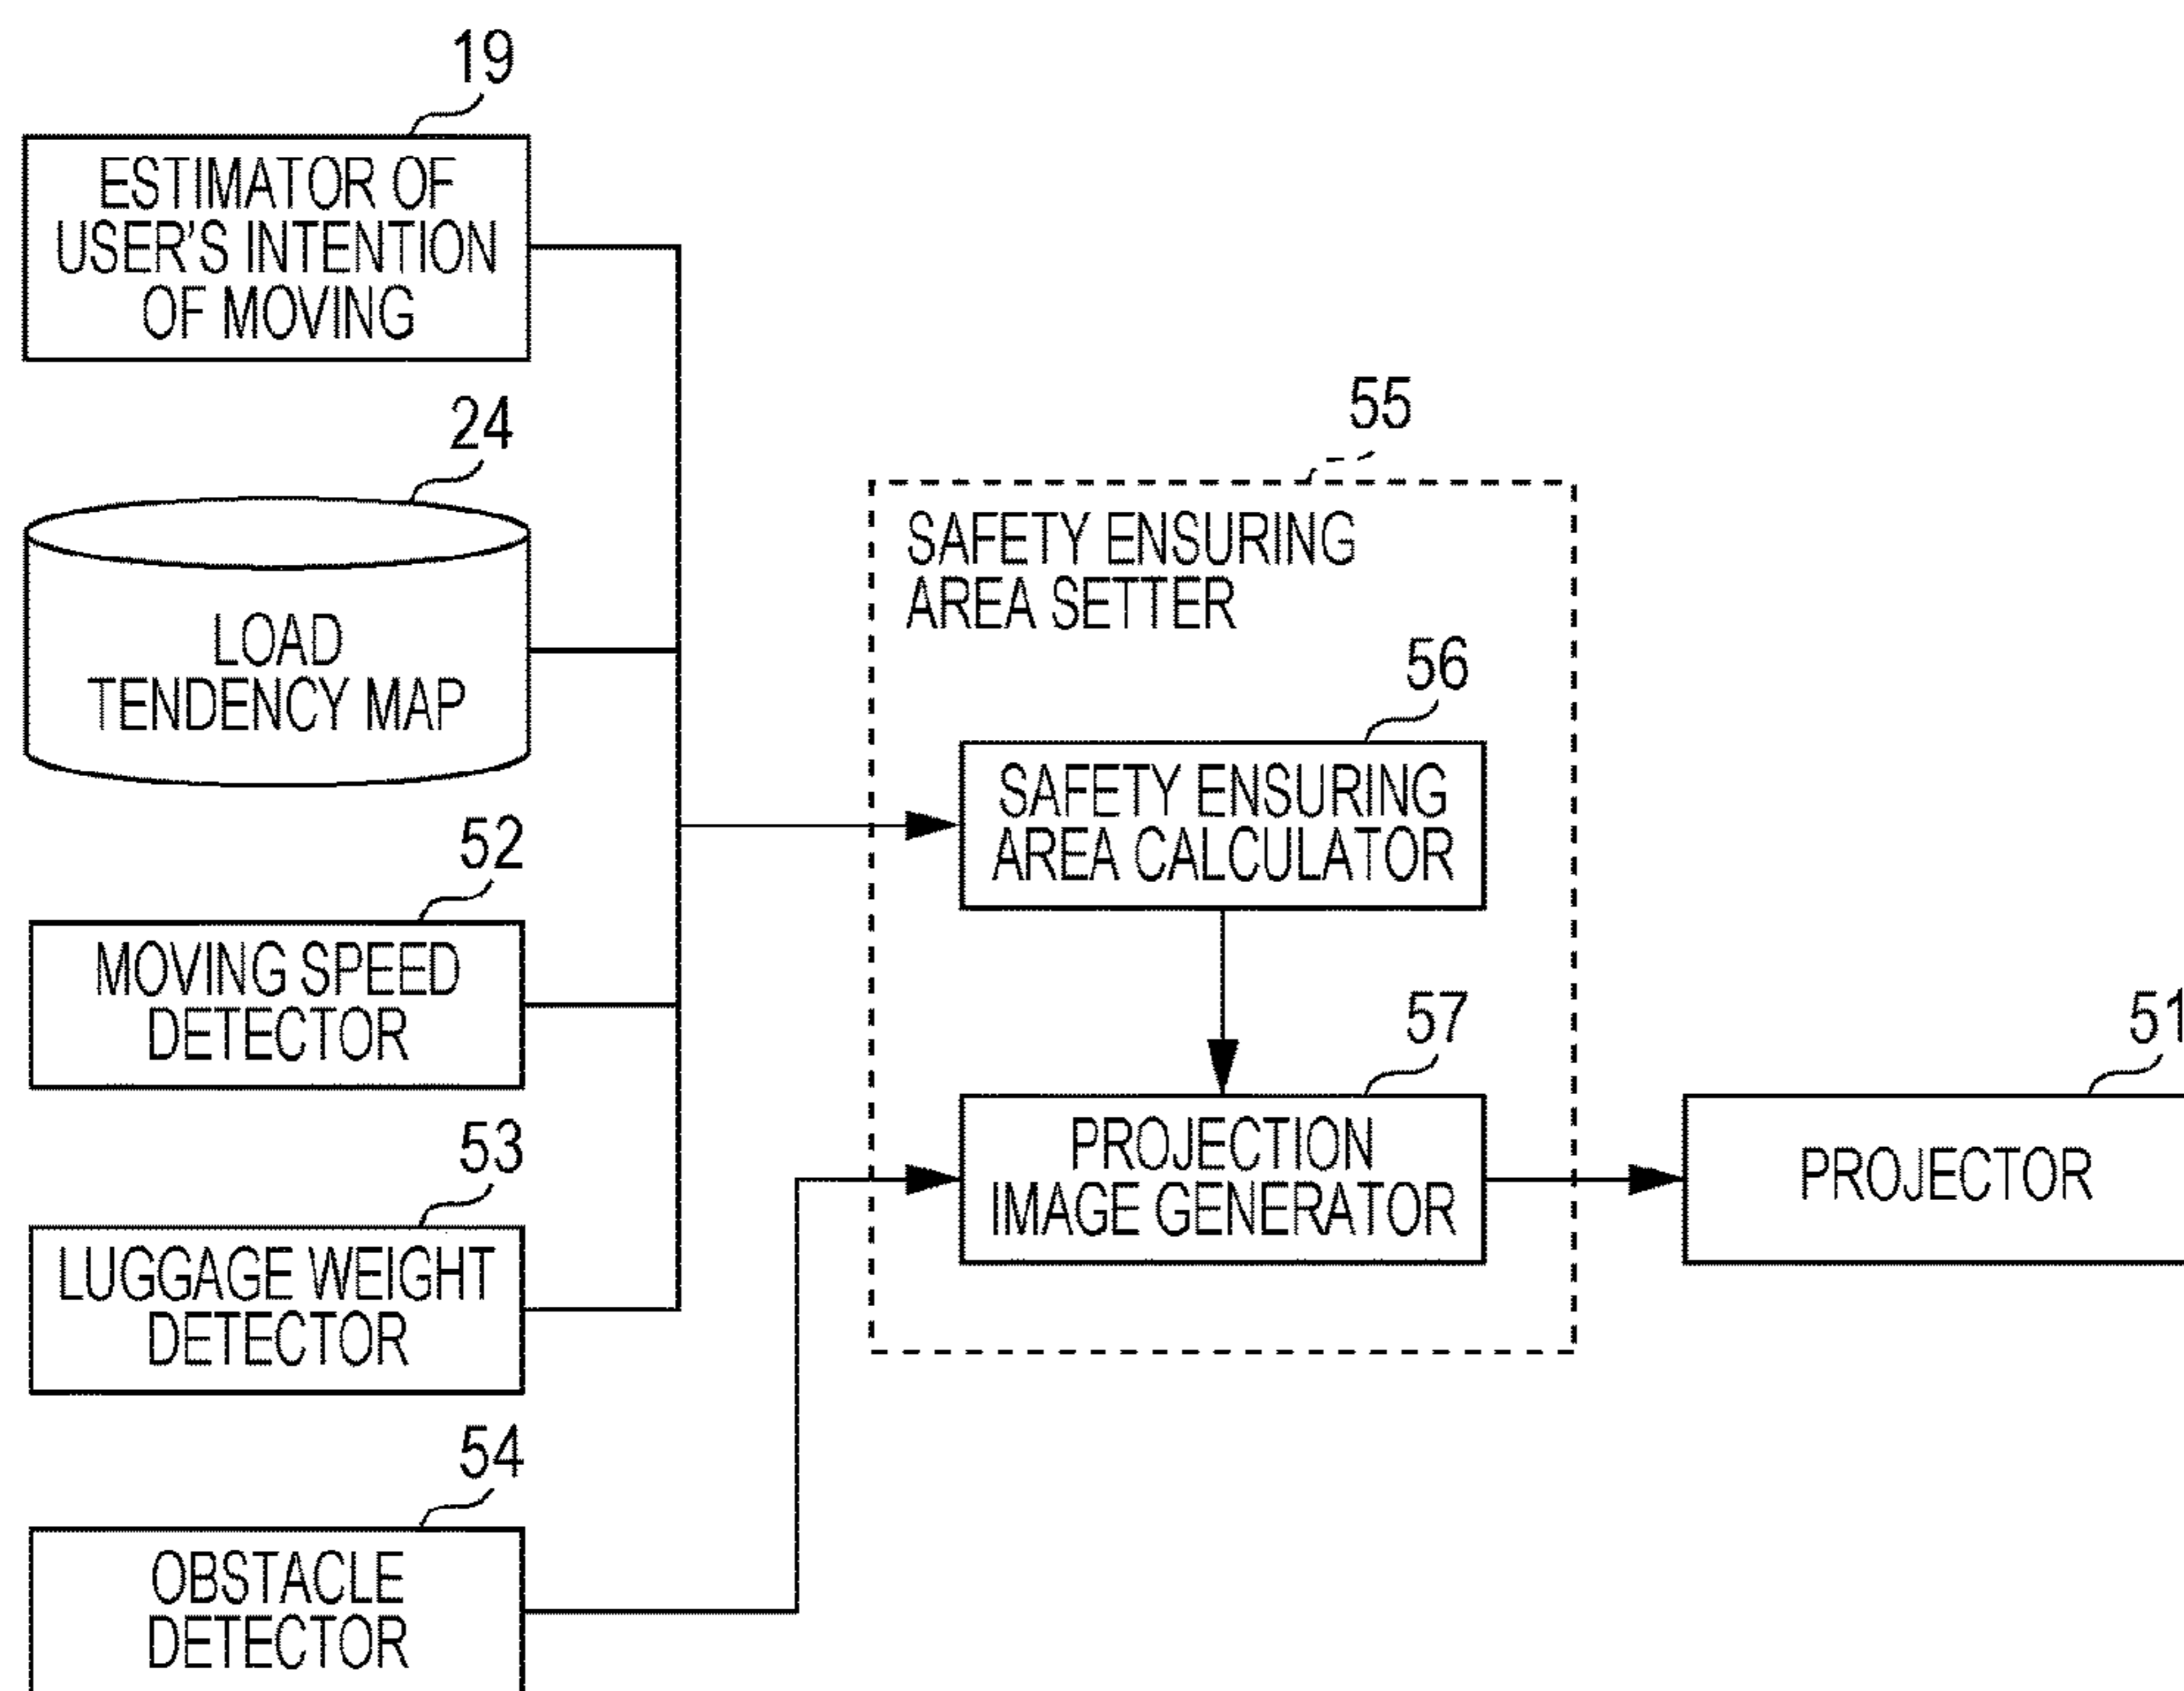 19
ESTIMATOR OF
USER'S INTENTION
OF MOVING
24
LOAD
TENDENCY MAP
52
MOVING SPEED
DETECTOR
53
LUGGAGE WEIGHT
DETECTOR
54
OBSTACLE
DETECTOR
55
SAFETY ENSURING
AREA SETTER
56
SAFETY ENSURING
AREA CALCULATOR
57
PROJECTION
IMAGE GENERATOR
51
PROJECTOR